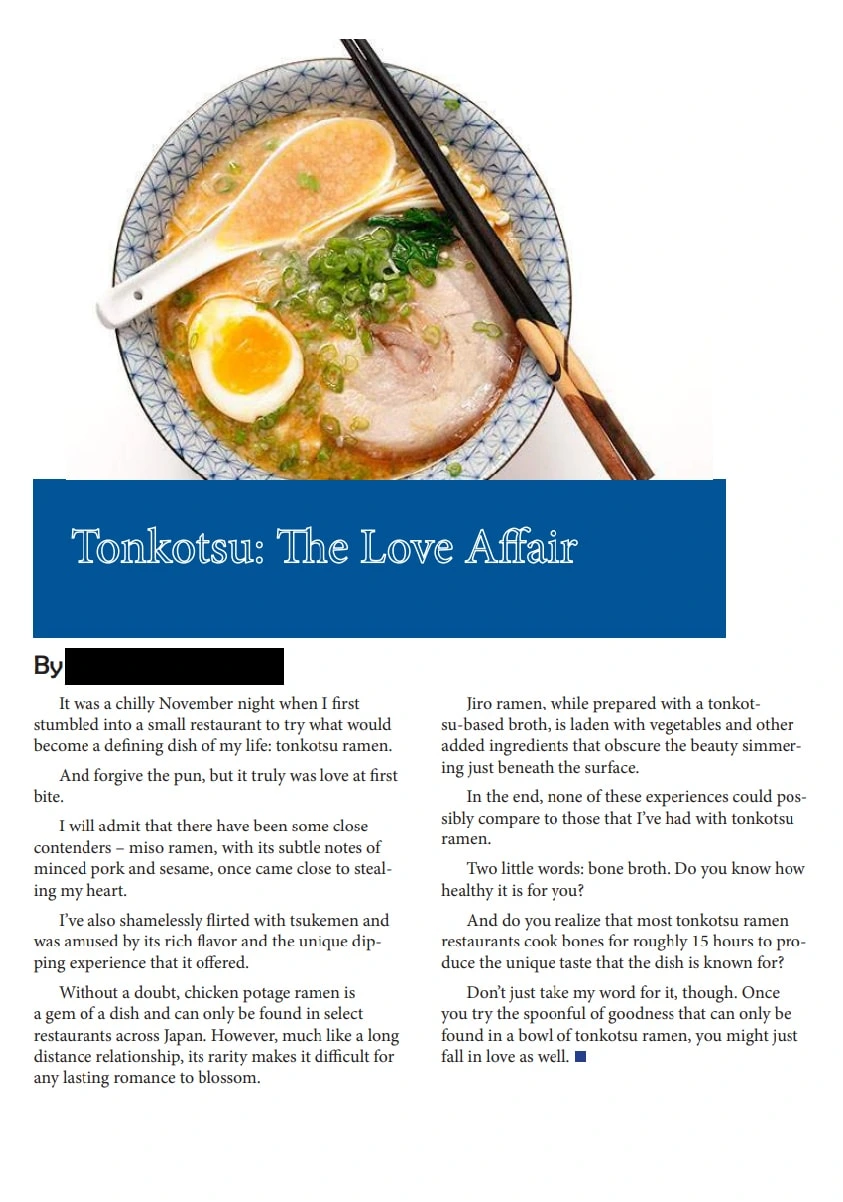 Tonkotsu: The Love Affair
By
It was a chilly November night when I first
stumbled into a small restaurant to try what would
become a defining dish of my life: tonkotsu ramen.
And forgive the pun, but it truly was love at first
bite.
I will admit that there have been some close
contenders – miso ramen, with its subtle notes of
minced pork and sesame, once came close to steal-
ing my heart.
I’ve also shamelessly flirted with tsukemen and
was amused by its rich flavor and the unique dip-
ping experience that it offered.
Without a doubt, chicken potage ramen is
a gem of a dish and can only be found in select
restaurants across Japan. However, much like a long
distance relationship, its rarity makes it difficult for
any lasting romance to blossom.
Jiro ramen, while prepared with a tonkot-
su-based broth, is laden with vegetables and other
added ingredients that obscure the beauty simmer-
ing just beneath the surface.
In the end, none of these experiences could pos-
sibly compare to those that I’ve had with tonkotsu
ramen.
Two little words: bone broth. Do you know how
healthy it is for you?
And do you realize that most tonkotsu ramen
restaurants cook bones for roughly 15 hours to pro-
duce the unique taste that the dish is known for?
Don’t just take my word for it, though. Once
you try the spoonful of goodness that can only be
found in a bowl of tonkotsu ramen, you might just
fall in love as well.